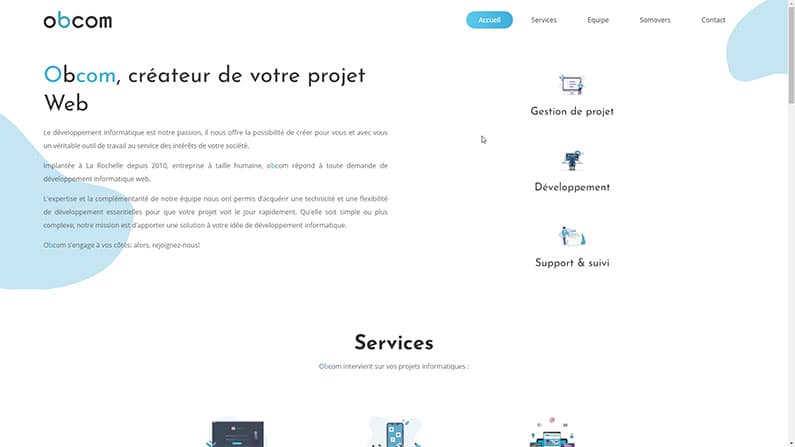 obcom
Accueil
Services
Equipe
Somovers
Contact
Obcom, créateur de votre projet
Web
Le développement informatique est notre passion, il nous offre la possibilité de créer pour vous et avec vous
un véritable outil de travail au service des intérêts de votre société.
Implantée à La Rochelle depuis 2010, entreprise à taille humaine, obcom répond à toute demande de
développement informatique web.
L'expertise et la complémentarité de notre équipe nous ont permis d'acquérir une technicité et une flexibilité
de développement essentielles pour que votre projet voit le jour rapidement. Qu'elle soit simple ou plus
complexe, notre mission est d'apporter une solution à votre idée de développement informatique.
Obcom s'engage à vos côtés: alors, rejoignez-nous!
Gestion de projet
Développement
Support & suivi
Services
Obcom intervient sur vos projets informatiques :